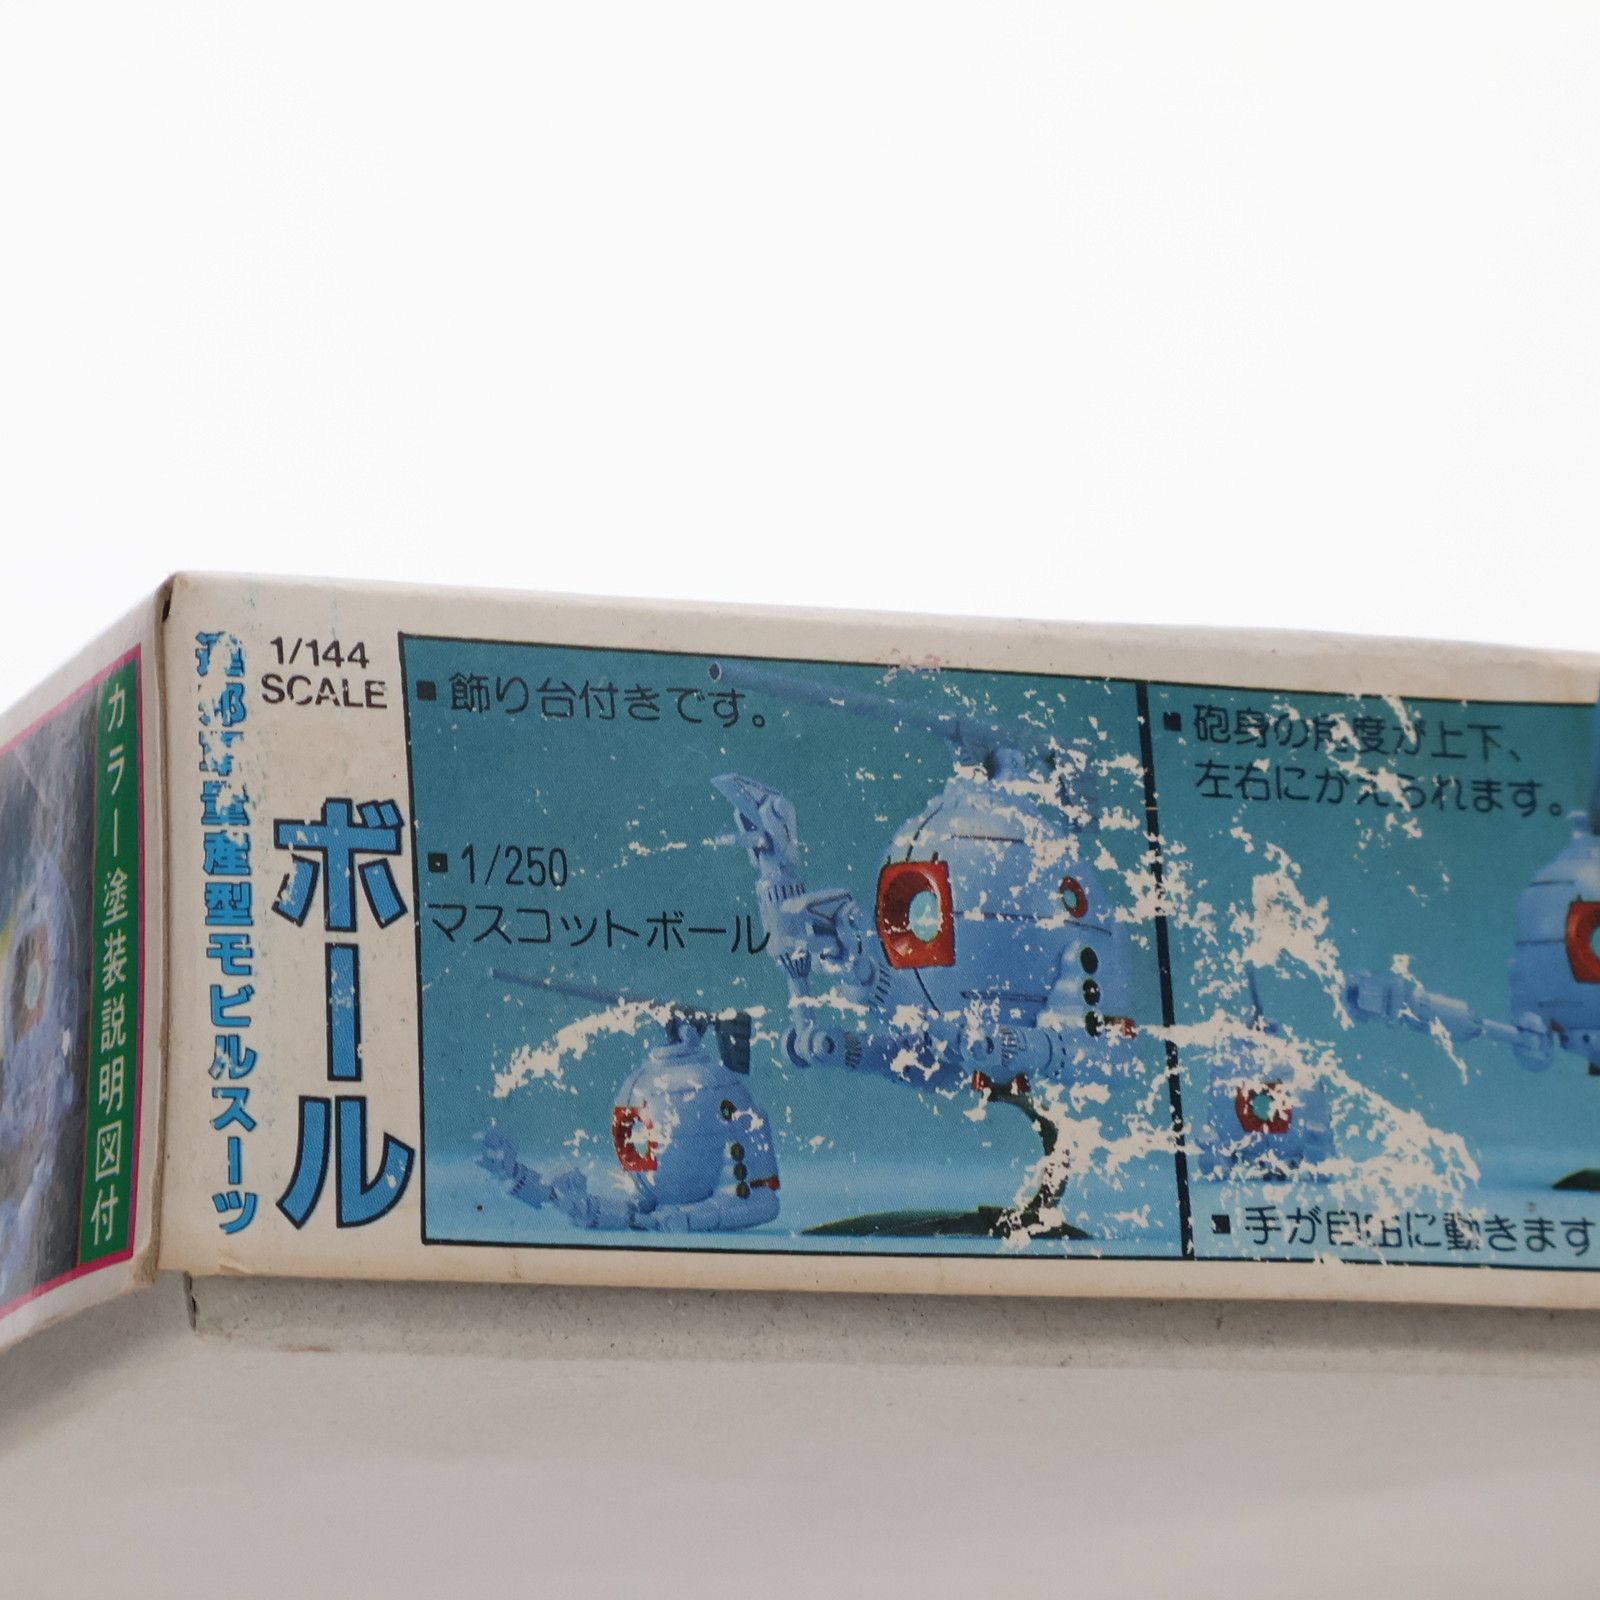 カラー塗装説明図付
量産型モビルスーツ
1/144
SCALE
ボール
■飾り台付きです。
■1/250
マスコットボール
■砲身の角度が上下、
左右にかえられます。
■手が自由に動きます